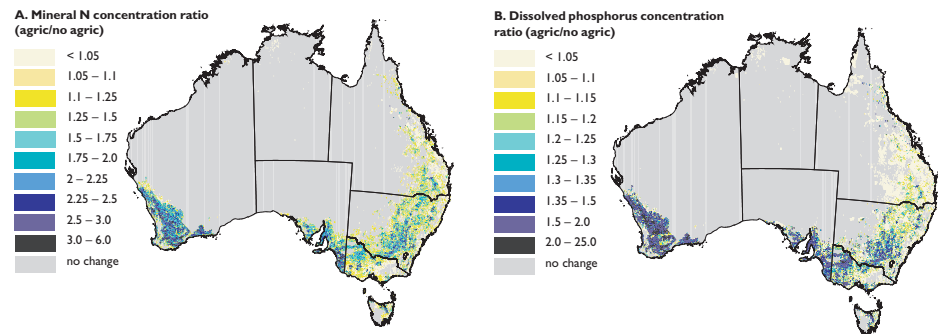 A. Mineral N concentration ratio
(agric/no agric)
< 1.05
1.05 – 1.1
1.1 – 1.25
1.25 – 1.5
1.5 – 1.75
1.75 – 2.0
2 – 2.25
2.25 – 2.5
2.5 – 3.0
3.0 – 6.0
no change
B. Dissolved phosphorus concentration
ratio (agric/no agric)
< 1.05
1.05 – 1.1
1.1 – 1.15
1.15 – 1.2
1.2 – 1.25
1.25 – 1.3
1.3 – 1.35
1.35 – 1.5
1.5 – 2.0
2.0 – 25.0
no change